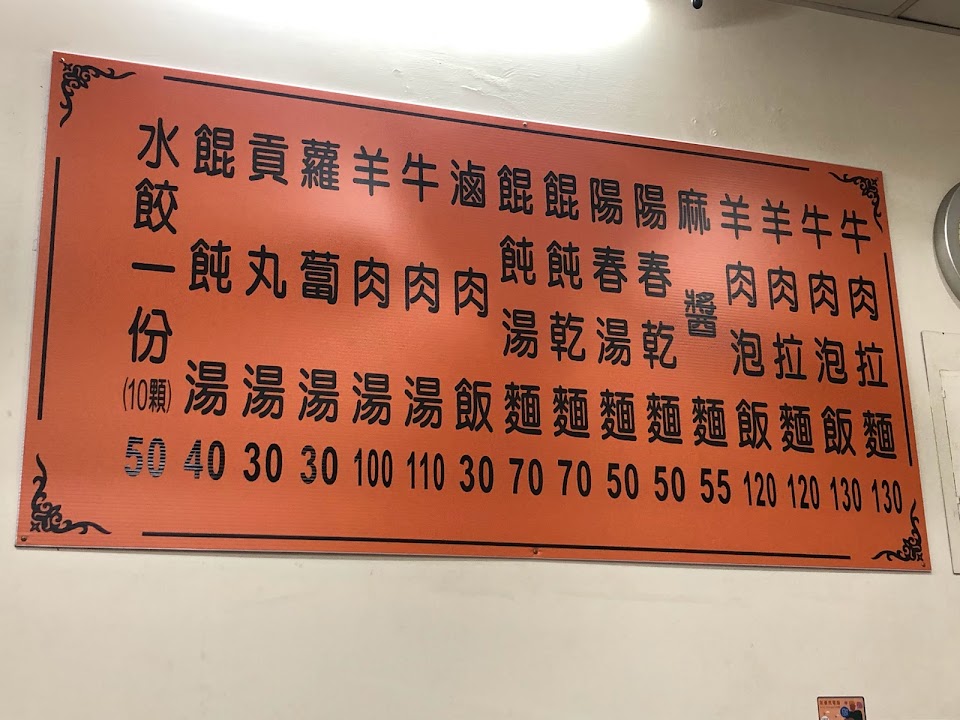 牛肉拉麵 130
牛肉泡飯 130
羊肉拉麵 120
羊肉泡飯 120
麻醬麵 55
陽春乾麵 50
陽春湯麵 50
餛飩乾麵 70
餛飩湯麵 70
滷肉飯 30
牛肉湯 110
羊肉湯 100
蘿蔔湯 30
貢丸湯 30
餛飩湯 40
水餃一份(10顆) 50